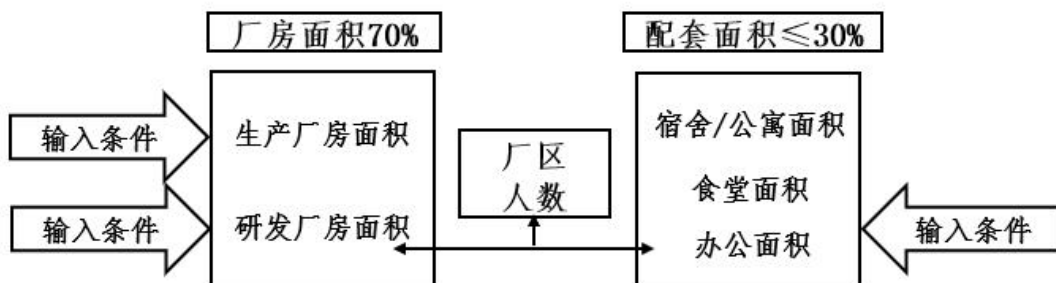 厂房面积70%
配套面积≤30%
输入条件
生产厂房面积
厂区
人数
宿舍/公寓面积
食堂面积
输入条件
研发厂房面积
办公面积
输入条件